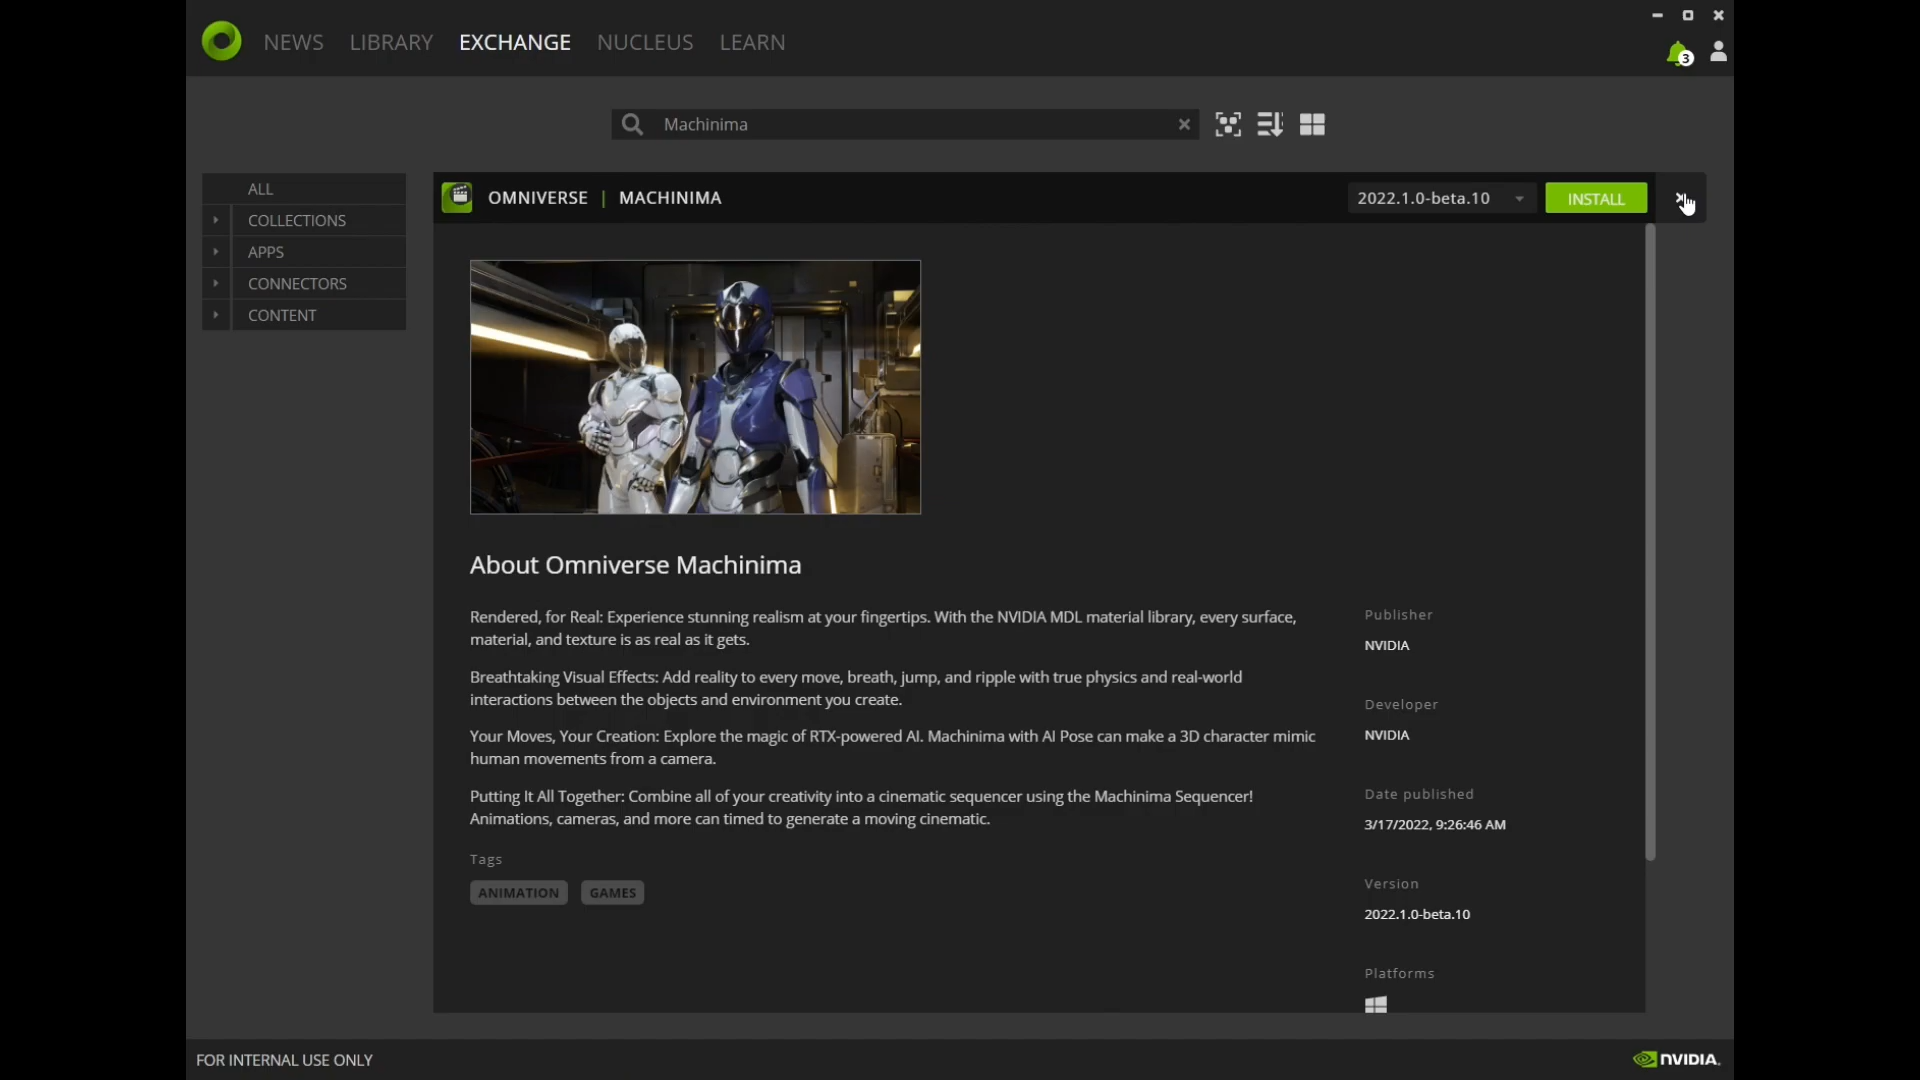 NEWS LIBRARY EXCHANGE NUCLEUS LEARN
3
Machinima
ALL
COLLECTIONS
APPS
CONNECTORS
CONTENT
OMNIVERSE | MACHINIMA
2022.1.0-beta.10
INSTALL
About Omniverse Machinima
Rendered, for Real: Experience stunning realism at your fingertips. With the NVIDIA MDL material library, every surface,
material, and texture is as real as it gets.
Breathtaking Visual Effects: Add reality to every move, breath, jump, and ripple with true physics and real-world
interactions between the objects and environment you create.
Your Moves, Your Creation: Explore the magic of RTX-powered AI. Machinima with AI Pose can make a 3D character mimic
human movements from a camera.
Putting It All Together: Combine all of your creativity into a cinematic sequencer using the Machinima Sequencer!
Animations, cameras, and more can timed to generate a moving cinematic.
Tags
ANIMATION GAMES
Publisher
NVIDIA
Developer
NVIDIA
Date published
3/17/2022, 9:26:46 AM
Version
2022.1.0-beta.10
Platforms
FOR INTERNAL USE ONLY
NVIDIA.